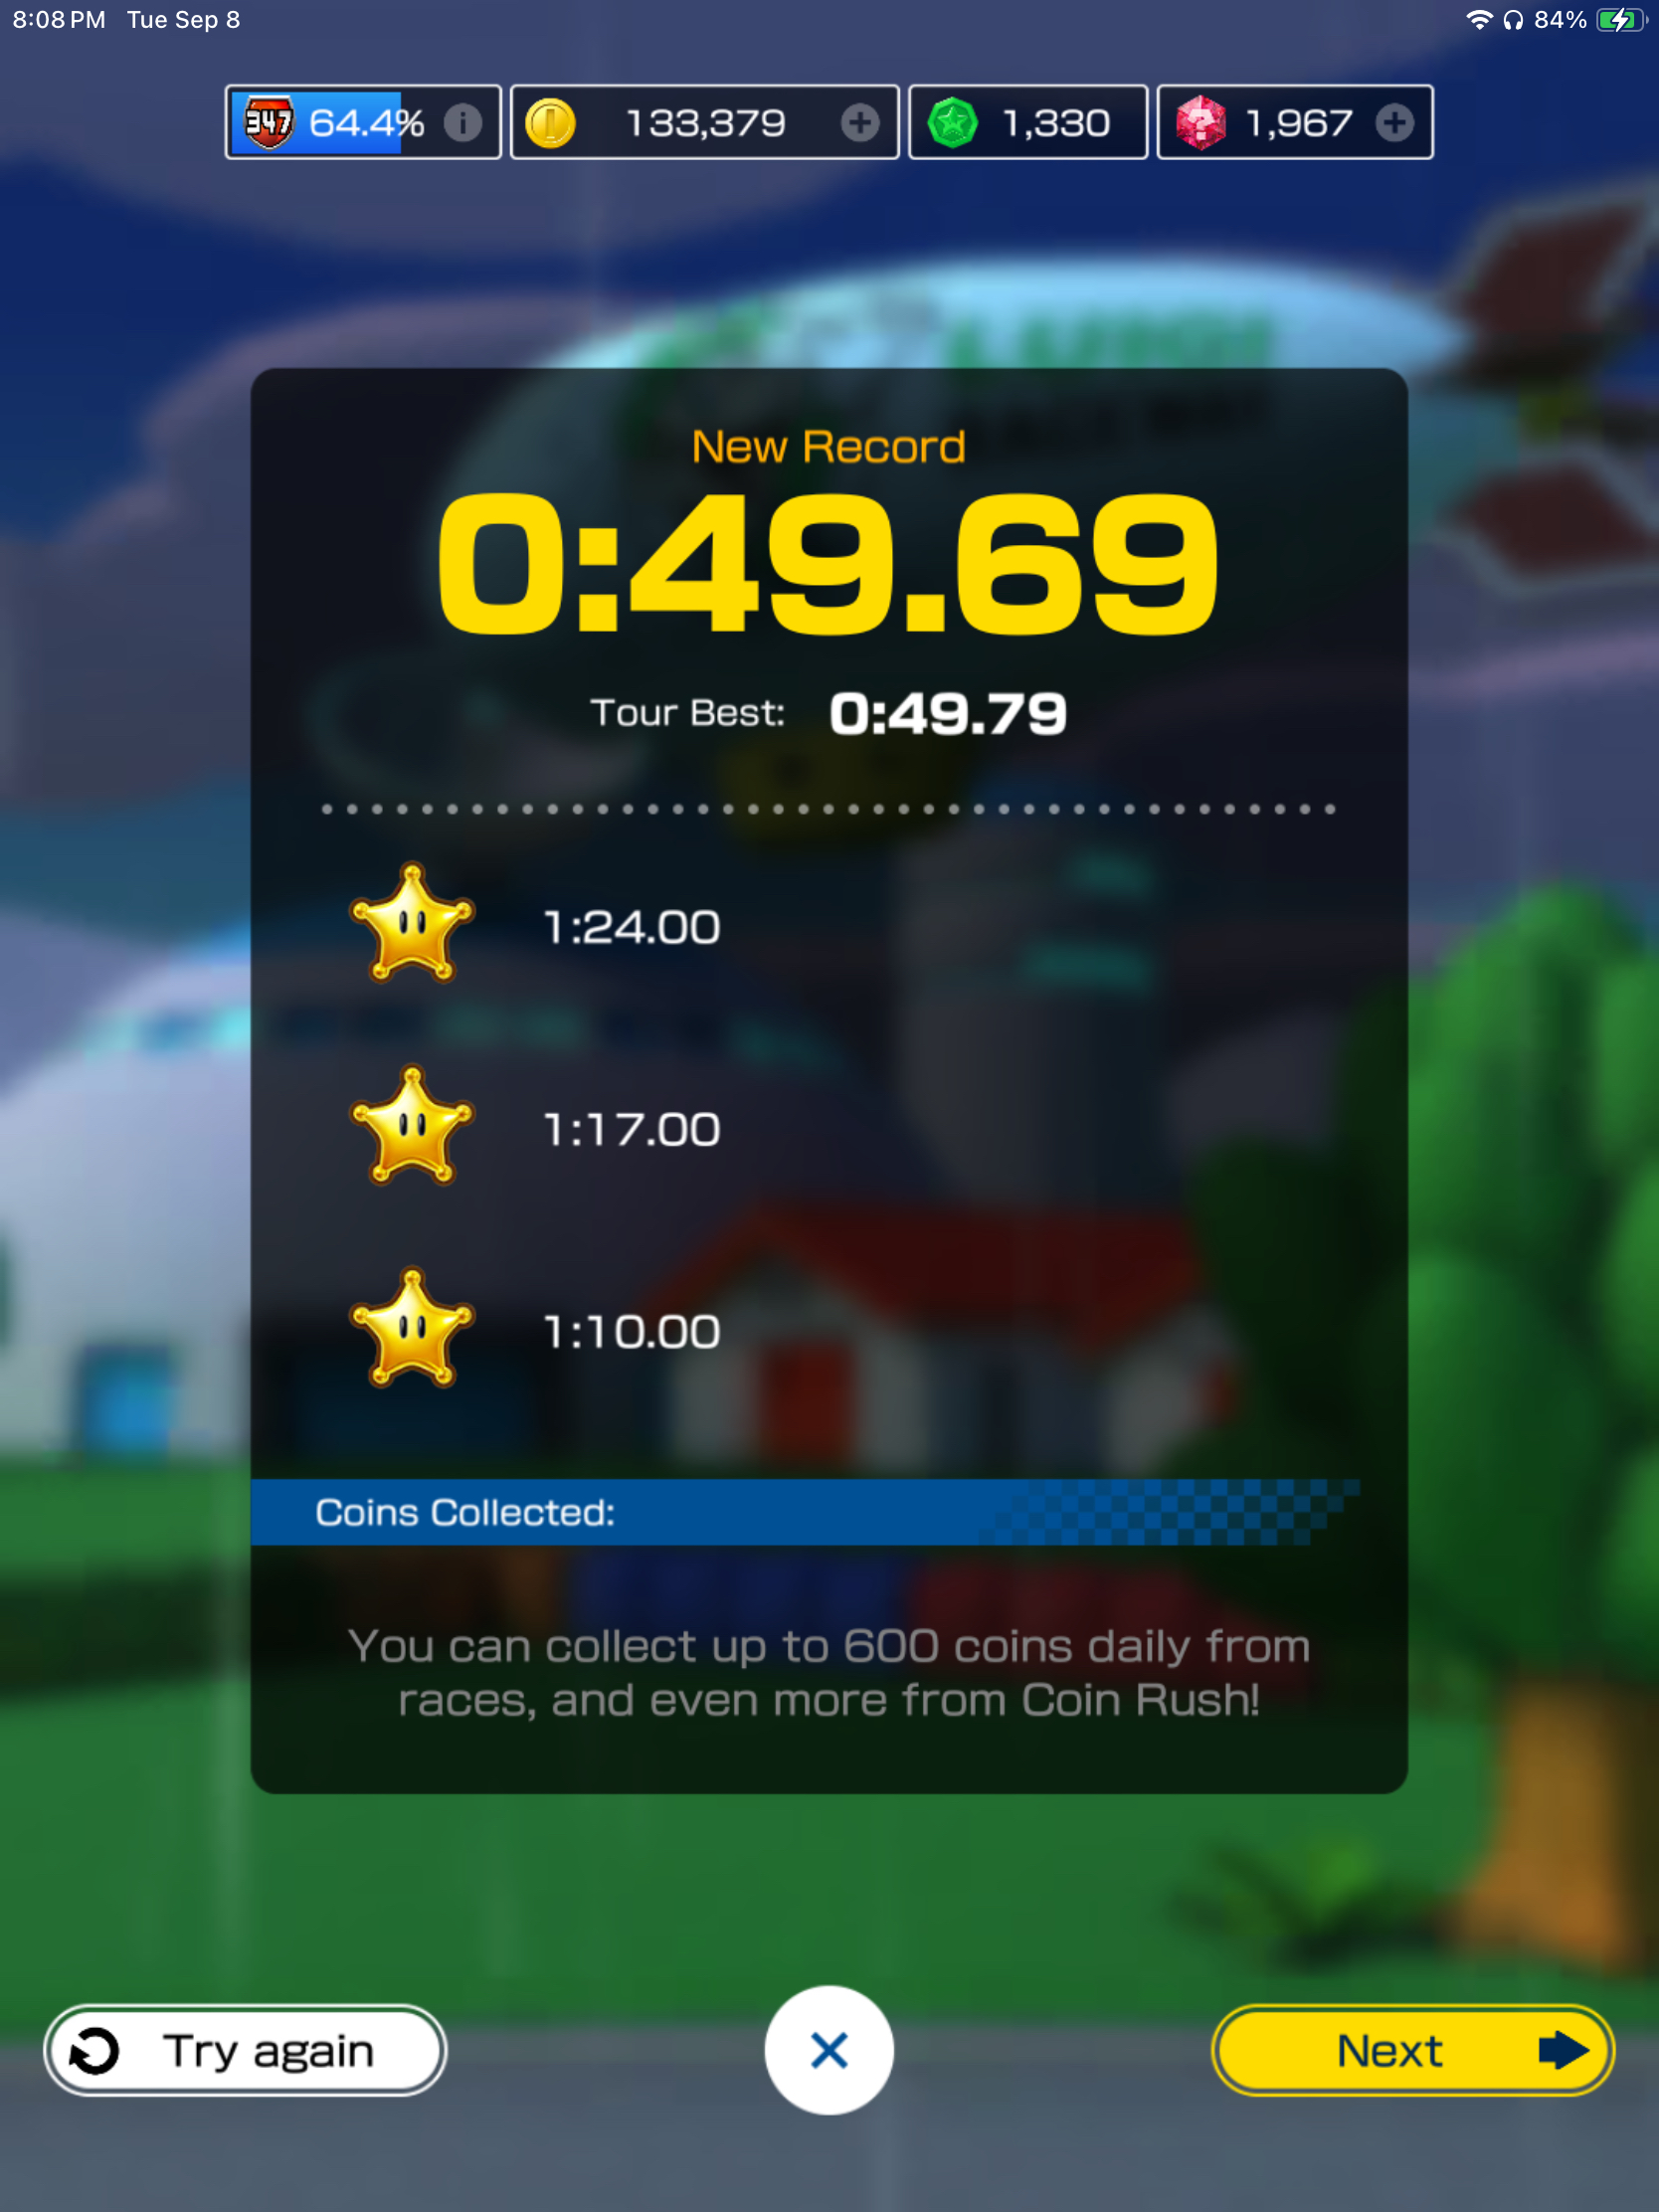 8:08 PM Tue Sep 8 84%
347 64.4% i 133,379 + 1,330 ? 1,967 +
LUIGI
New Record
0:49.69
Tour Best: 0:49.79
1:24.00
1:17.00
1:10.00
Coins Collected:
You can collect up to 600 coins daily from
races, and even more from Coin Rush!
Try again × Next